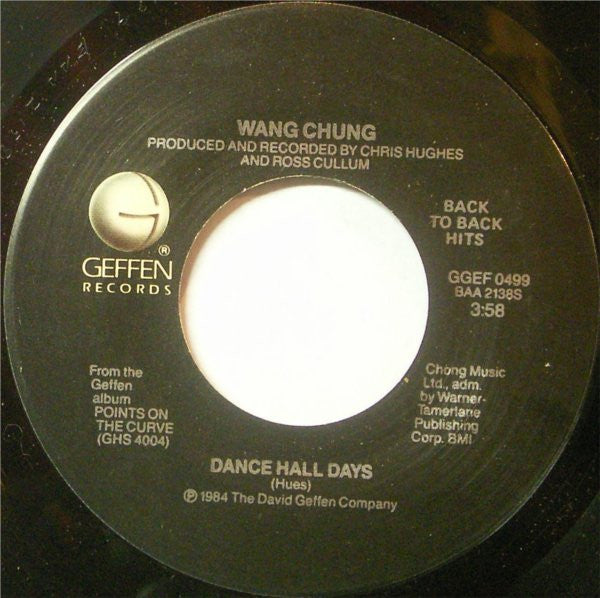 WANG CHUNG
PRODUCED AND RECORDED BY CHRIS HUGHES
AND ROSS CULLUM
G
®
GEFFEN
RECORDS
BACK
TO BACK
HITS
GGEF 0499
BAA 2138S
3:58
From the
Geffen
album
POINTS ON
THE CURVE
(GHS 4004)
Chong Music
Ltd., adm.
by Warner-
Tamerlane
Publishing
Corp. BMI
DANCE HALL DAYS
(Hues)
℗ 1984 The David Geffen Company